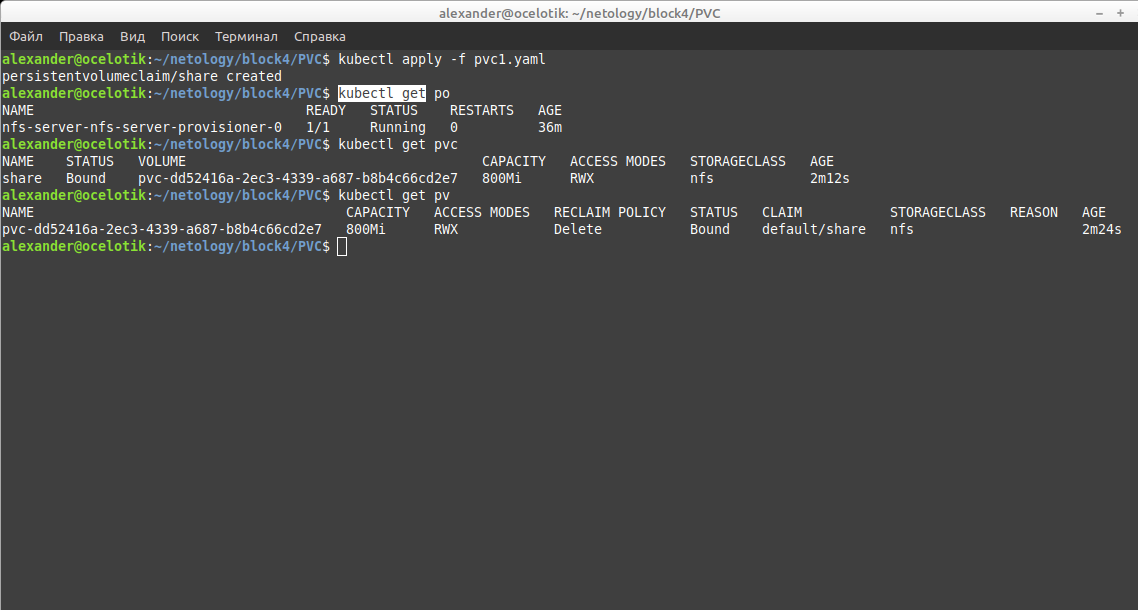 alexander@ocelotik: ~/netology/block4/PVC
Файл Правка Вид Поиск Терминал Справка
alexander@ocelotik:~/netology/block4/PVC$ kubectl apply -f pvc1.yaml
persistentvolumeclaim/share created
alexander@ocelotik:~/netology/block4/PVC$ kubectl get po
NAME READY STATUS RESTARTS AGE
nfs-server-nfs-server-provisioner-0 1/1 Running 0 36m
alexander@ocelotik:~/netology/block4/PVC$ kubectl get pvc
NAME STATUS VOLUME CAPACITY ACCESS MODES STORAGECLASS AGE
share Bound pvc-dd52416a-2ec3-4339-a687-b8b4c66cd2e7 800Mi RWX nfs 2m12s
alexander@ocelotik:~/netology/block4/PVC$ kubectl get pv
NAME CAPACITY ACCESS MODES RECLAIM POLICY STATUS CLAIM STORAGECLASS REASON AGE
pvc-dd52416a-2ec3-4339-a687-b8b4c66cd2e7 800Mi RWX Delete Bound default/share nfs 2m24s
alexander@ocelotik:~/netology/block4/PVC$